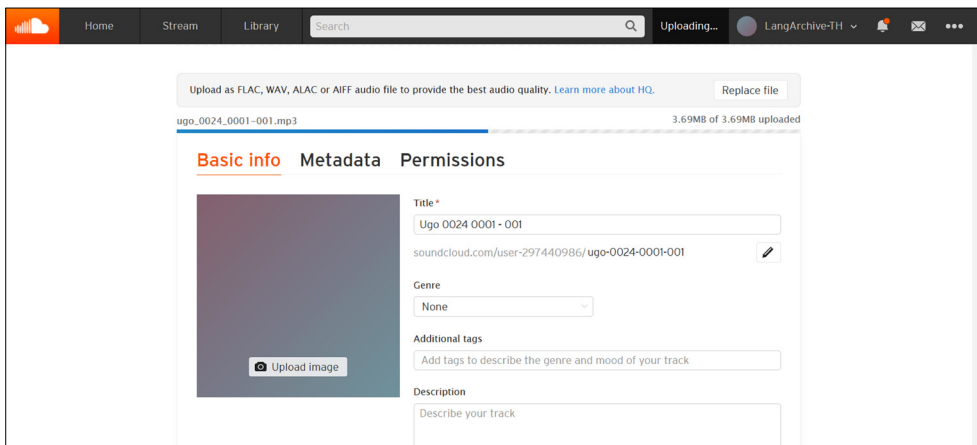 Home Stream Library Search Uploading... LangArchive-TH
Upload as FLAC, WAV, ALAC or AIFF audio file to provide the best audio quality. Learn more about HQ. Replace file
ugo_0024_0001-001.mp3 3.69MB of 3.69MB uploaded
Basic info Metadata Permissions
Title *
Ugo 0024 0001 - 001
soundcloud.com/user-297440986/ugo-0024-0001-001
Genre
None
Additional tags
Add tags to describe the genre and mood of your track
Upload image
Description
Describe your track